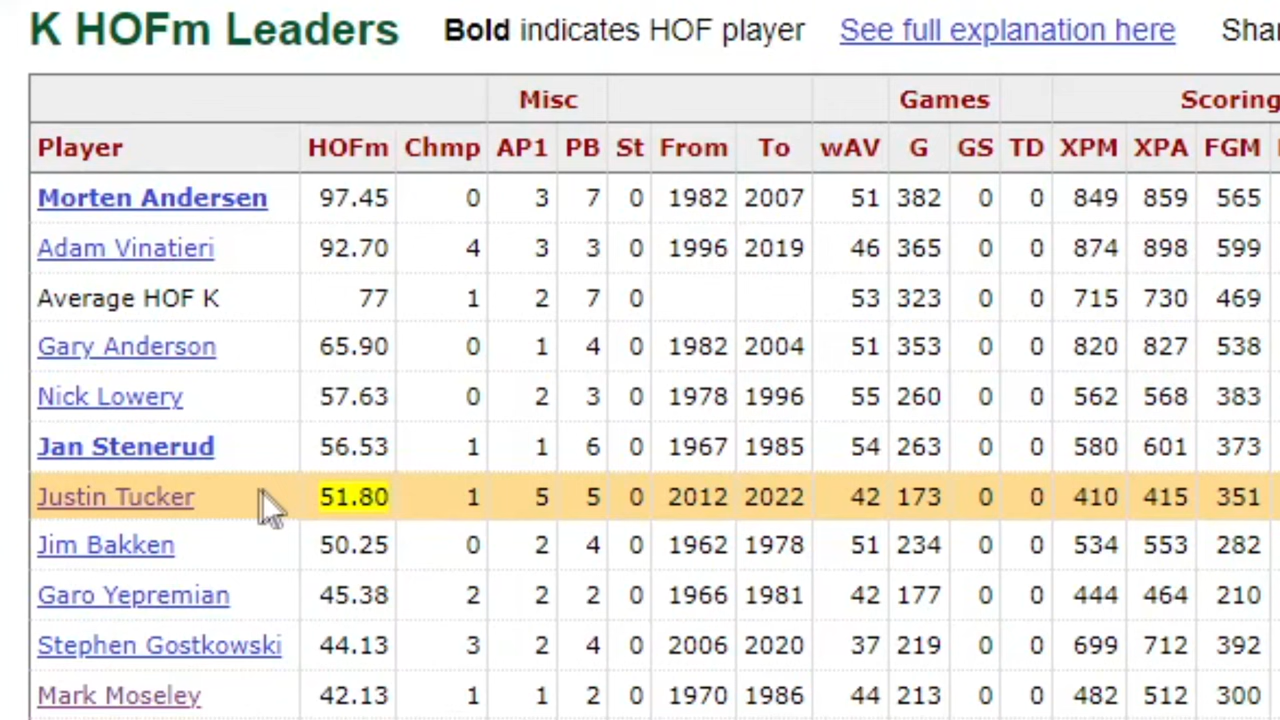 K HOFm Leaders Bold indicates HOF player See full explanation here
Misc Games Scoring
Player HOFm Chmp AP1 PB St From To wAV G GS TD XPM XPA FGM
Morten Andersen 97.45 0 3 7 0 1982 2007 51 382 0 0 849 859 565
Adam Vinatieri 92.70 4 3 3 0 1996 2019 46 365 0 0 874 898 599
Average HOF K 77 1 2 7 0 53 323 0 0 715 730 469
Gary Anderson 65.90 0 1 4 0 1982 2004 51 353 0 0 820 827 538
Nick Lowery 57.63 0 2 3 0 1978 1996 55 260 0 0 562 568 383
Jan Stenerud 56.53 1 1 6 0 1967 1985 54 263 0 0 580 601 373
Justin Tucker 51.80 1 5 5 0 2012 2022 42 173 0 0 410 415 351
Jim Bakken 50.25 0 2 4 0 1962 1978 51 234 0 0 534 553 282
Garo Yepremian 45.38 2 2 2 0 1966 1981 42 177 0 0 444 464 210
Stephen Gostkowski 44.13 3 2 4 0 2006 2020 37 219 0 0 699 712 392
Mark Moseley 42.13 1 1 2 0 1970 1986 44 213 0 0 482 512 300